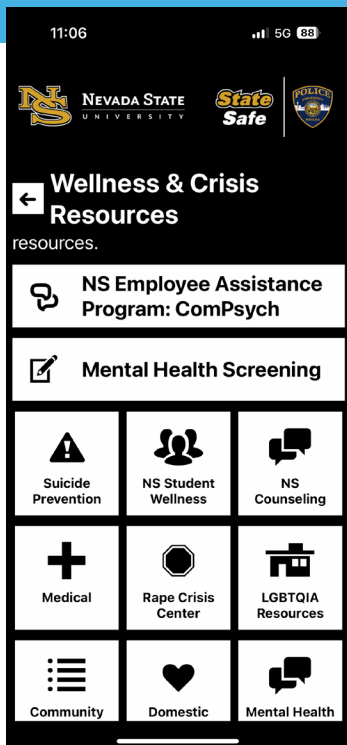 11:06
5G 88
NS
NEVADA STATE
UNIVERSITY
State
Safe
POLICE
Wellness & Crisis
Resources
resources.
NS Employee Assistance
Program: ComPsych
Mental Health Screening
Suicide
Prevention
NS Student
Wellness
NS
Counseling
Medical
Rape Crisis
Center
LGBTQIA
Resources
Community
Domestic
Mental Health